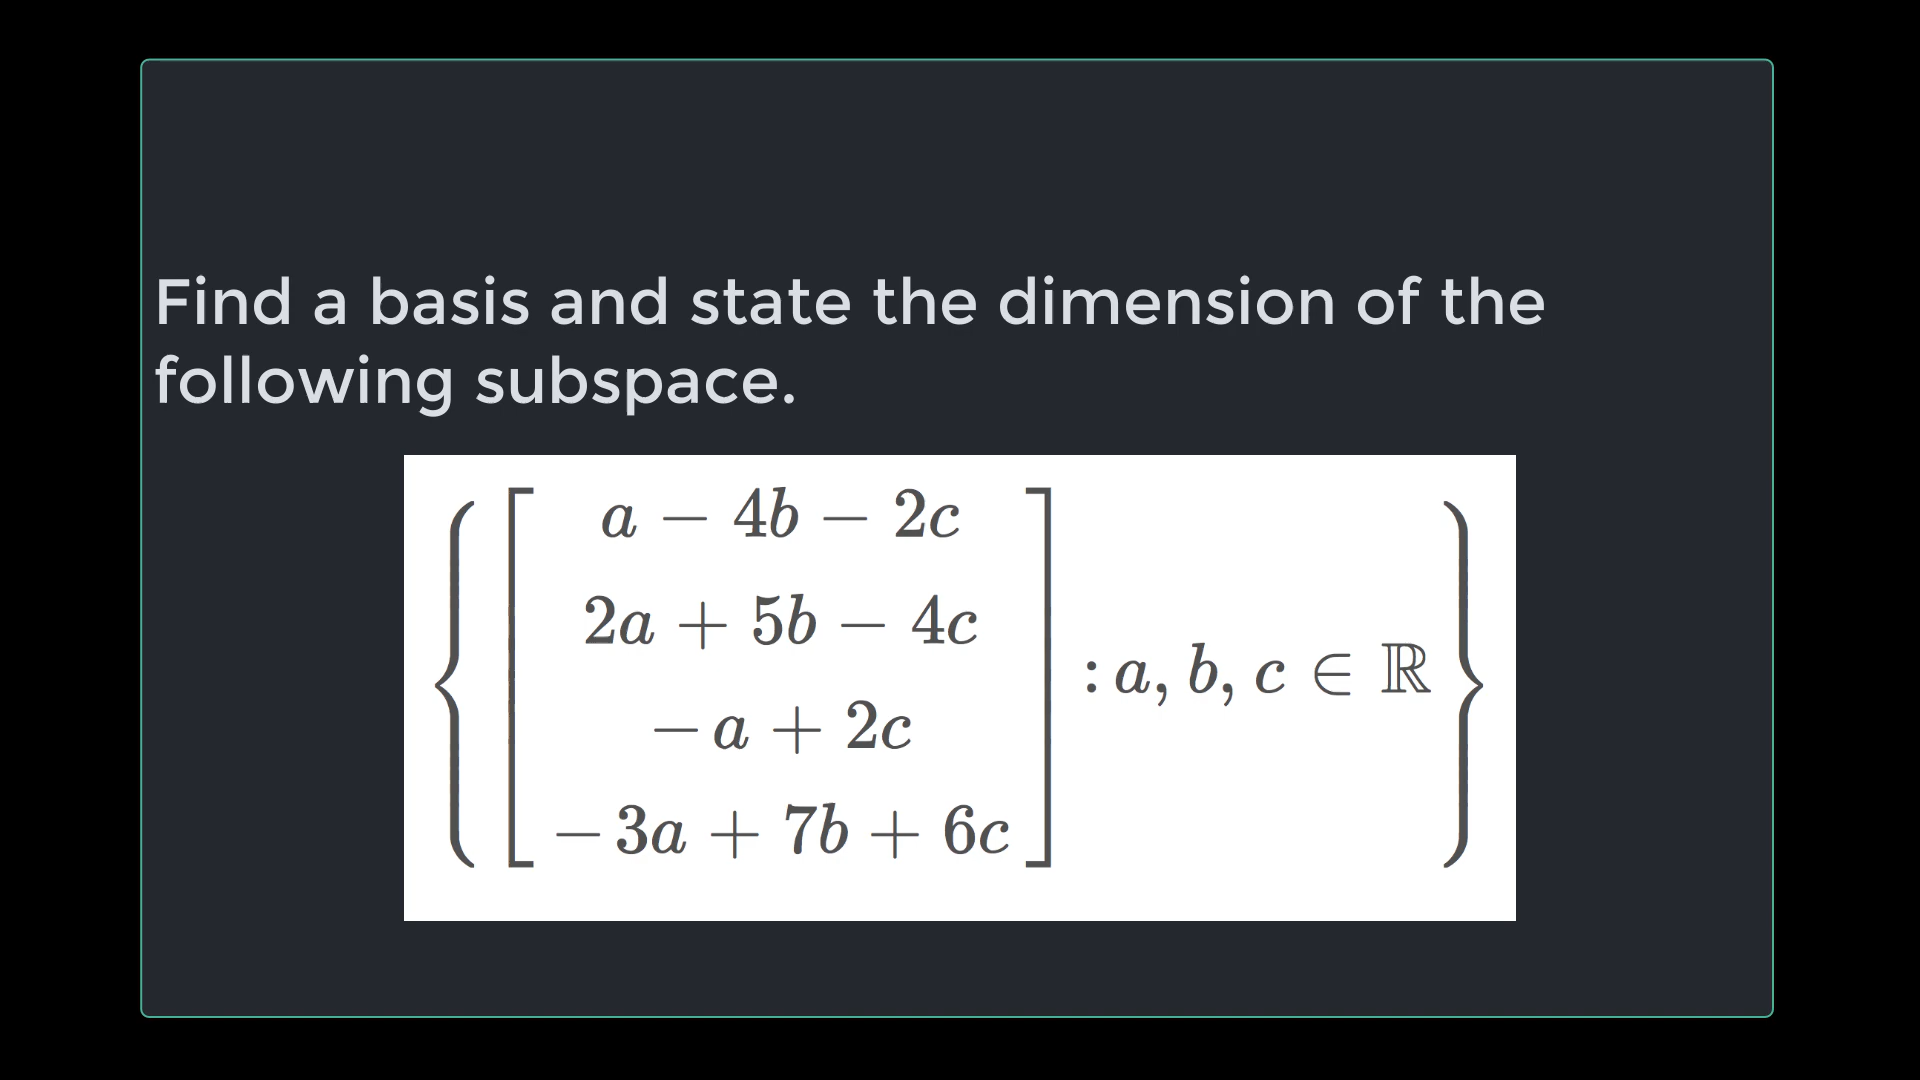 Find a basis and state the dimension of the
following subspace.
a − 4b − 2c
2a + 5b − 4c
: a, b, c ∈ ℝ
− a + 2c
− 3a + 7b + 6c